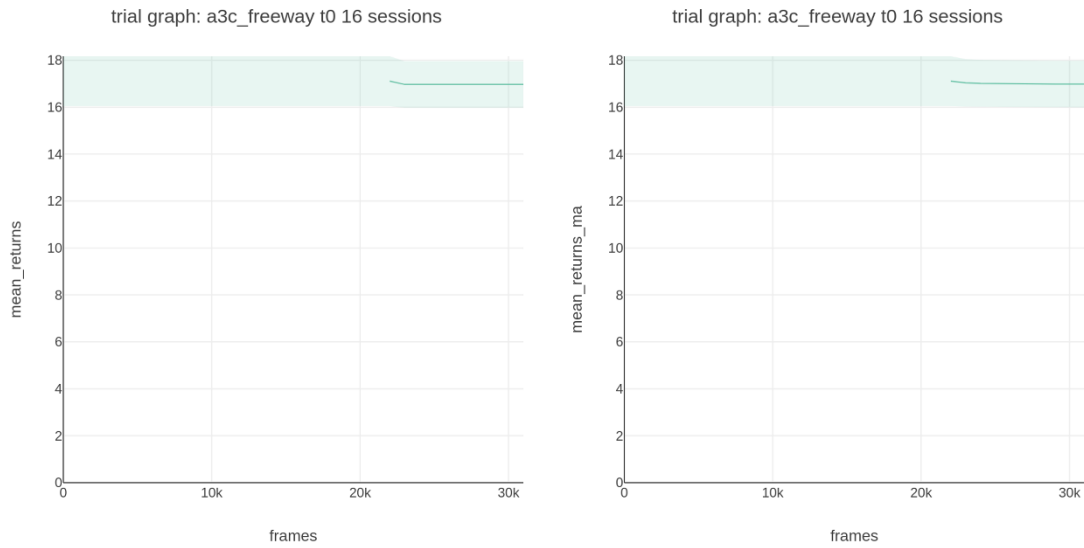 trial graph: a3c_freeway t0 16 sessions
18
16
14
12
10
8
6
4
2
0
0
10k
20k
30k
mean_returns
frames
trial graph: a3c_freeway t0 16 sessions
18
16
14
12
10
8
6
4
2
0
0
10k
20k
30k
mean_returns_ma
frames